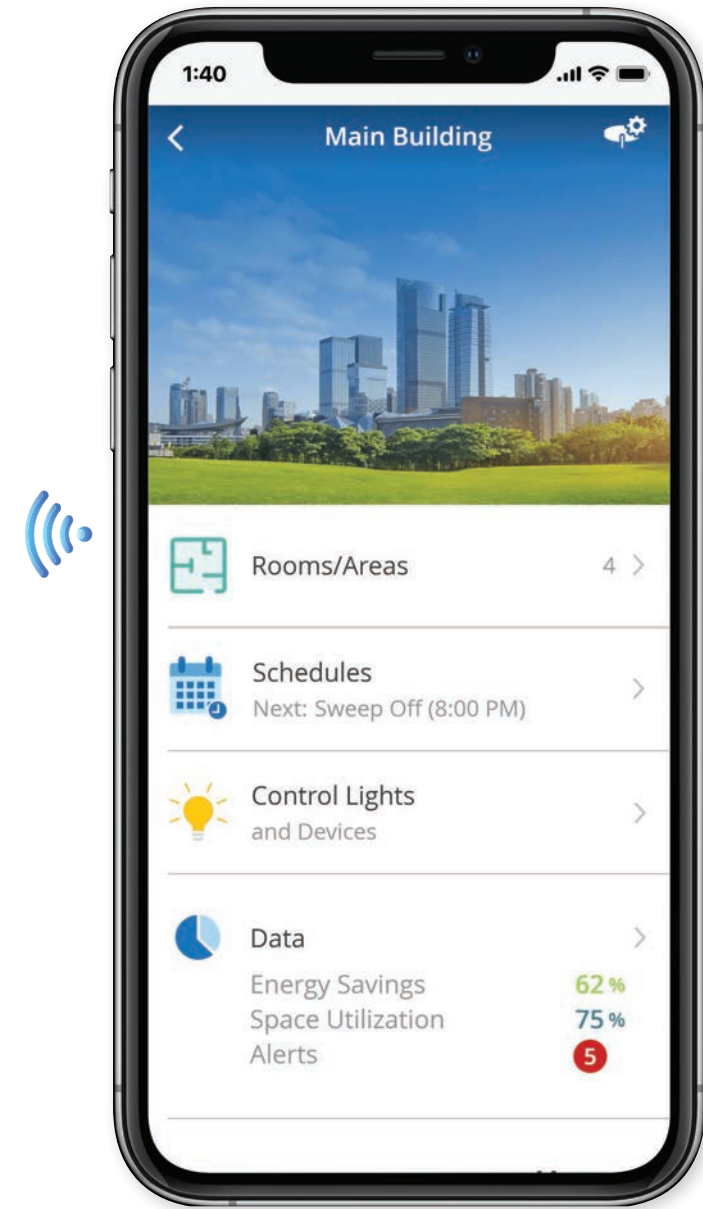 1:40
Main Building
Rooms/Areas 4
Schedules
Next: Sweep Off (8:00 PM)
Control Lights
and Devices
Data
Energy Savings 62%
Space Utilization 75%
Alerts 5